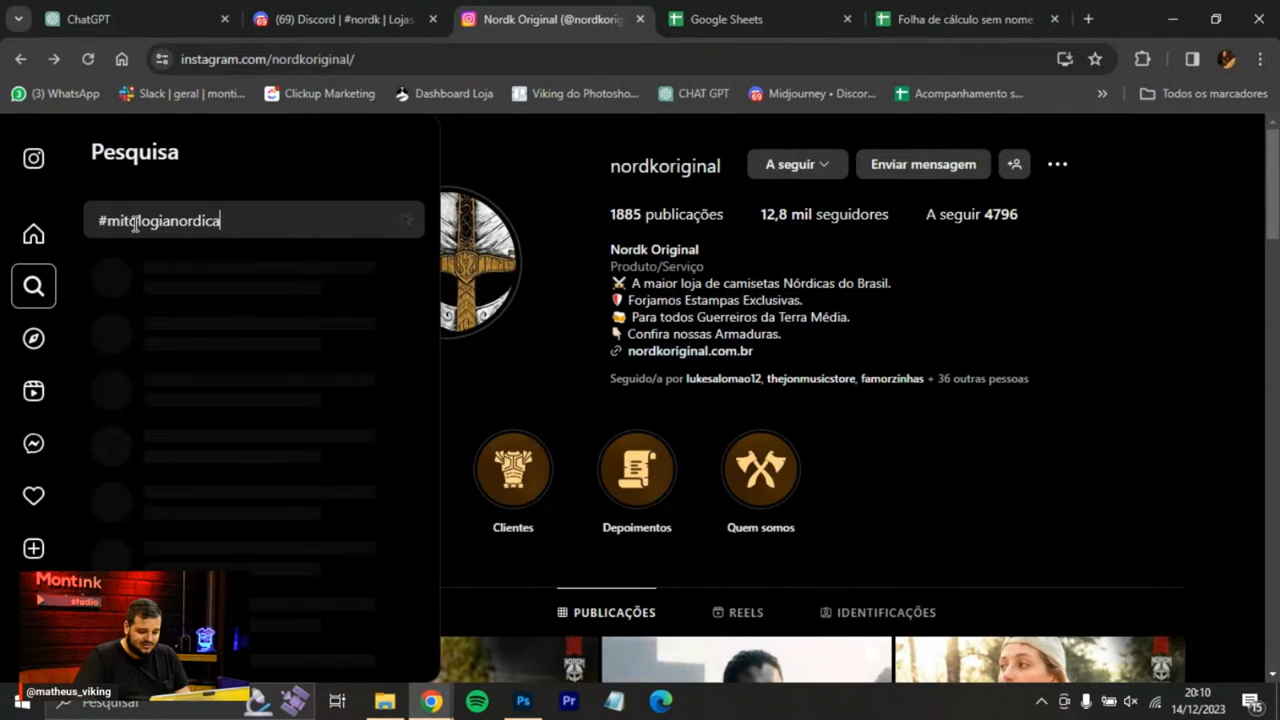 ChatGPT
(69) Discord | #nordk | Lojas
Nordk Original (@nordkorig
Google Sheets
Folha de cálculo sem nome
instagram.com/nordkoriginal/
(3) WhatsApp
Slack | geral | monti...
Clickup Marketing
Dashboard Loja
Viking do Photosho...
CHAT GPT
Midjourney • Discor...
Acompanhamento s...
Todos os marcadores
Pesquisa
#mitologianordica
nordkoriginal
A seguir
Enviar mensagem
1885 publicações
12,8 mil seguidores
A seguir 4796
Nordk Original
Produto/Serviço
⚔️ A maior loja de camisetas Nórdicas do Brasil.
🛡️ Forjamos Estampas Exclusivas.
🍻 Para todos Guerreiros da Terra Média.
👇🏻 Confira nossas Armaduras.
nordkoriginal.com.br
Seguido/a por lukesalomao12, thejonmusicstore, famorzinhas + 36 outras pessoas
Clientes
Depoimentos
Quem somos
PUBLICAÇÕES
REELS
IDENTIFICAÇÕES
Montink
studio
@matheus_viking
Pesquisar
Ps
Pr
20:10
14/12/2023
15